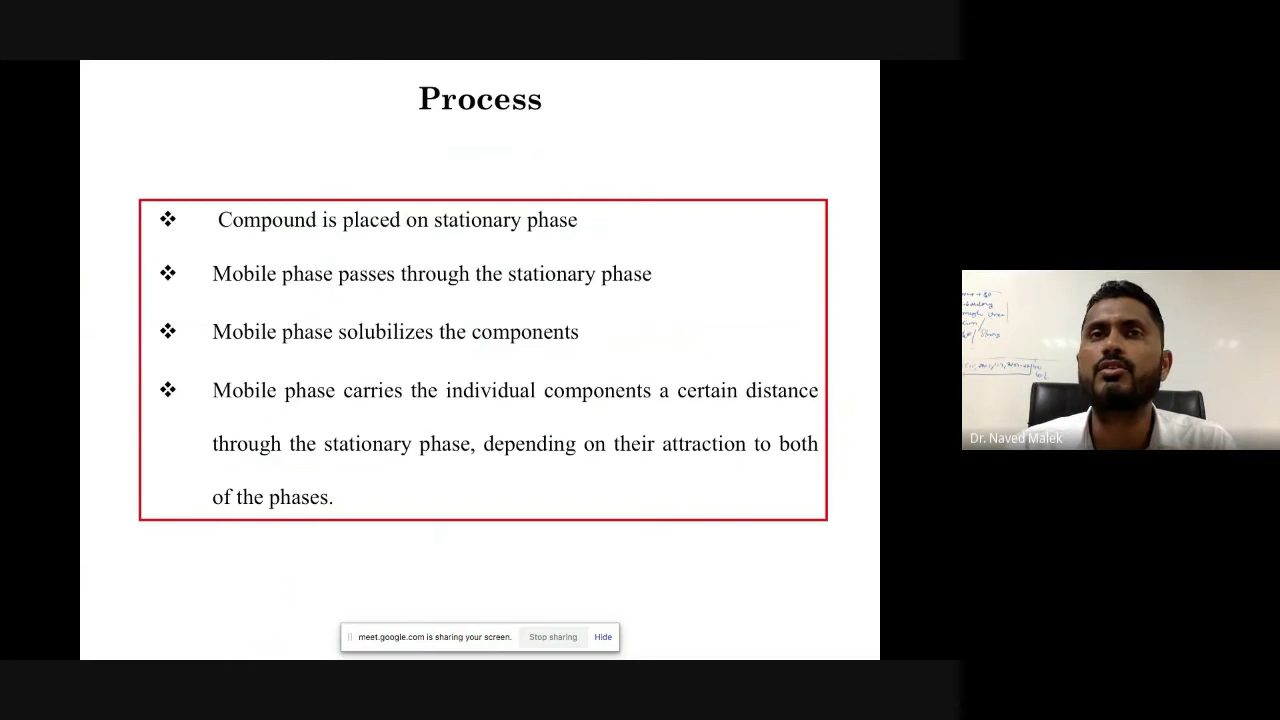 Process
❖ Compound is placed on stationary phase
❖ Mobile phase passes through the stationary phase
❖ Mobile phase solubilizes the components
❖ Mobile phase carries the individual components a certain distance
through the stationary phase, depending on their attraction to both
of the phases.
meet.google.com is sharing your screen. Stop sharing Hide
Dr. Naved Malek